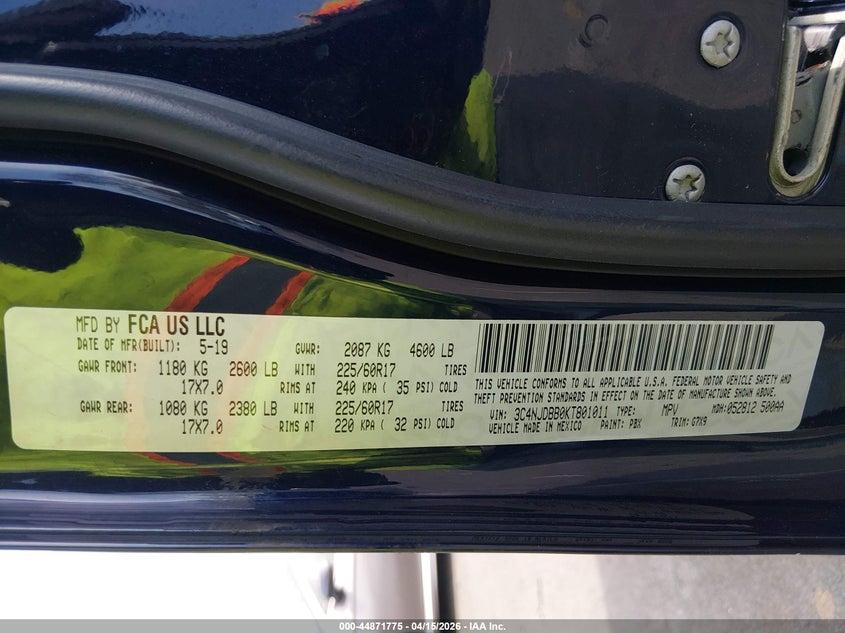 MFD BY FCA US LLC
DATE OF MFR(BUILT): 5-19 GVWR: 2087 KG 4600 LB
GAWR FRONT: 1180 KG 2600 LB WITH 225/60R17 TIRES
17X7.0 RIMS AT 240 KPA ( 35 PSI) COLD
GAWR REAR: 1080 KG 2380 LB WITH 225/60R17 TIRES
17X7.0 RIMS AT 220 KPA ( 32 PSI) COLD
THIS VEHICLE CONFORMS TO ALL APPLICABLE U.S.A. FEDERAL MOTOR VEHICLE SAFETY AND
THEFT PREVENTION STANDARDS IN EFFECT ON THE DATE OF MANUFACTURE SHOWN ABOVE.
VIN: 3C4NJDBB0KT801011 TYPE: MPV MDH: 052812 500AA
VEHICLE MADE IN MEXICO PAINT: PBX TRIM: G7X9
000-44871775 - 04/15/2026 - IAA Inc.